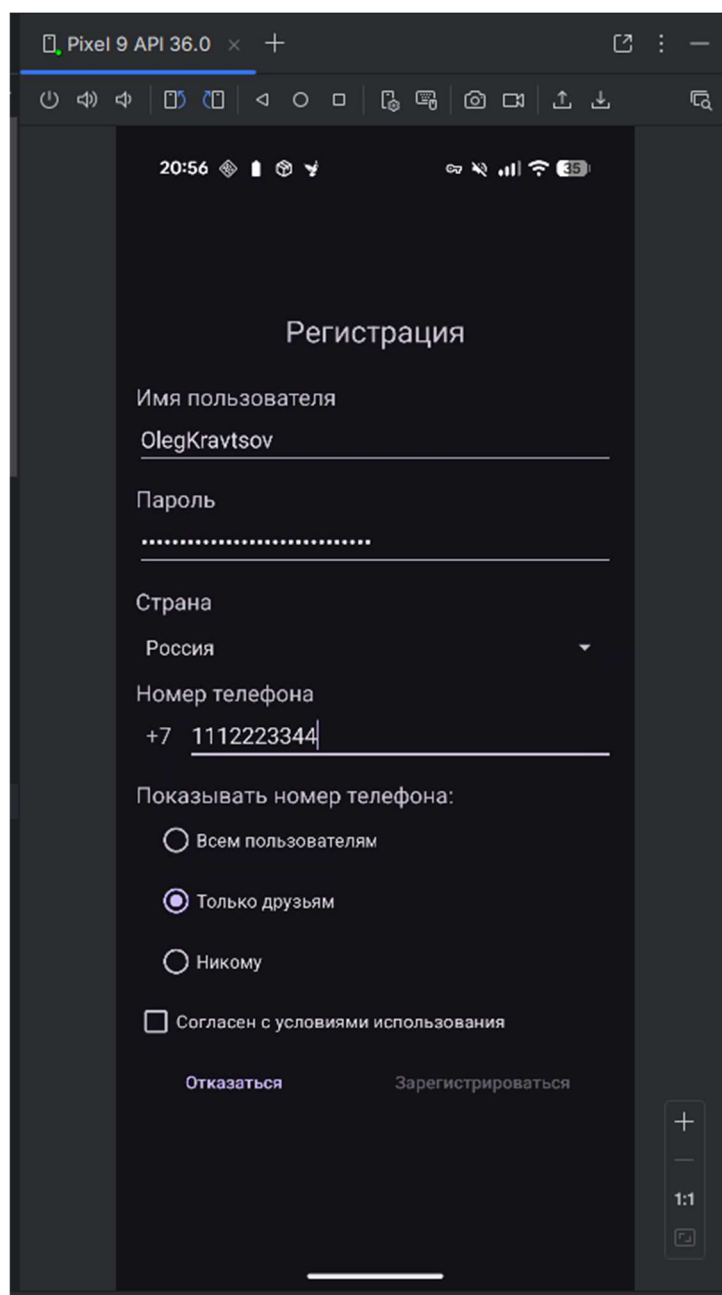 Pixel 9 API 36.0
20:56
35
Регистрация
Имя пользователя
OlegKravtsov
Пароль
••••••••••••••••••••••••••••••
Страна
Россия
Номер телефона
+7 1112223344
Показывать номер телефона:
Всем пользователям
Только друзьям
Никому
Согласен с условиями использования
Отказаться Зарегистрироваться
1:1